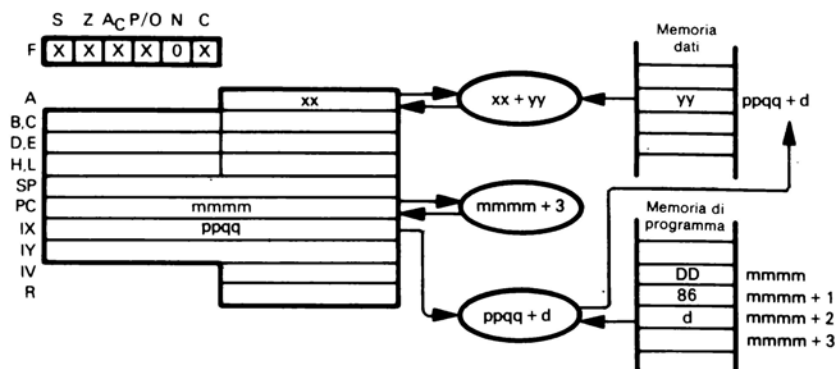 S Z AC P/O N C
F X X X X 0 X
Memoria
dati
A xx
xx + yy
yy ppqq + d
B,C
D,E
H,L
SP
PC mmmm
mmmm + 3
IX ppqq
IY
IV
R
ppqq + d
Memoria di
programma
DD mmmm
86 mmmm + 1
d mmmm + 2
mmmm + 3